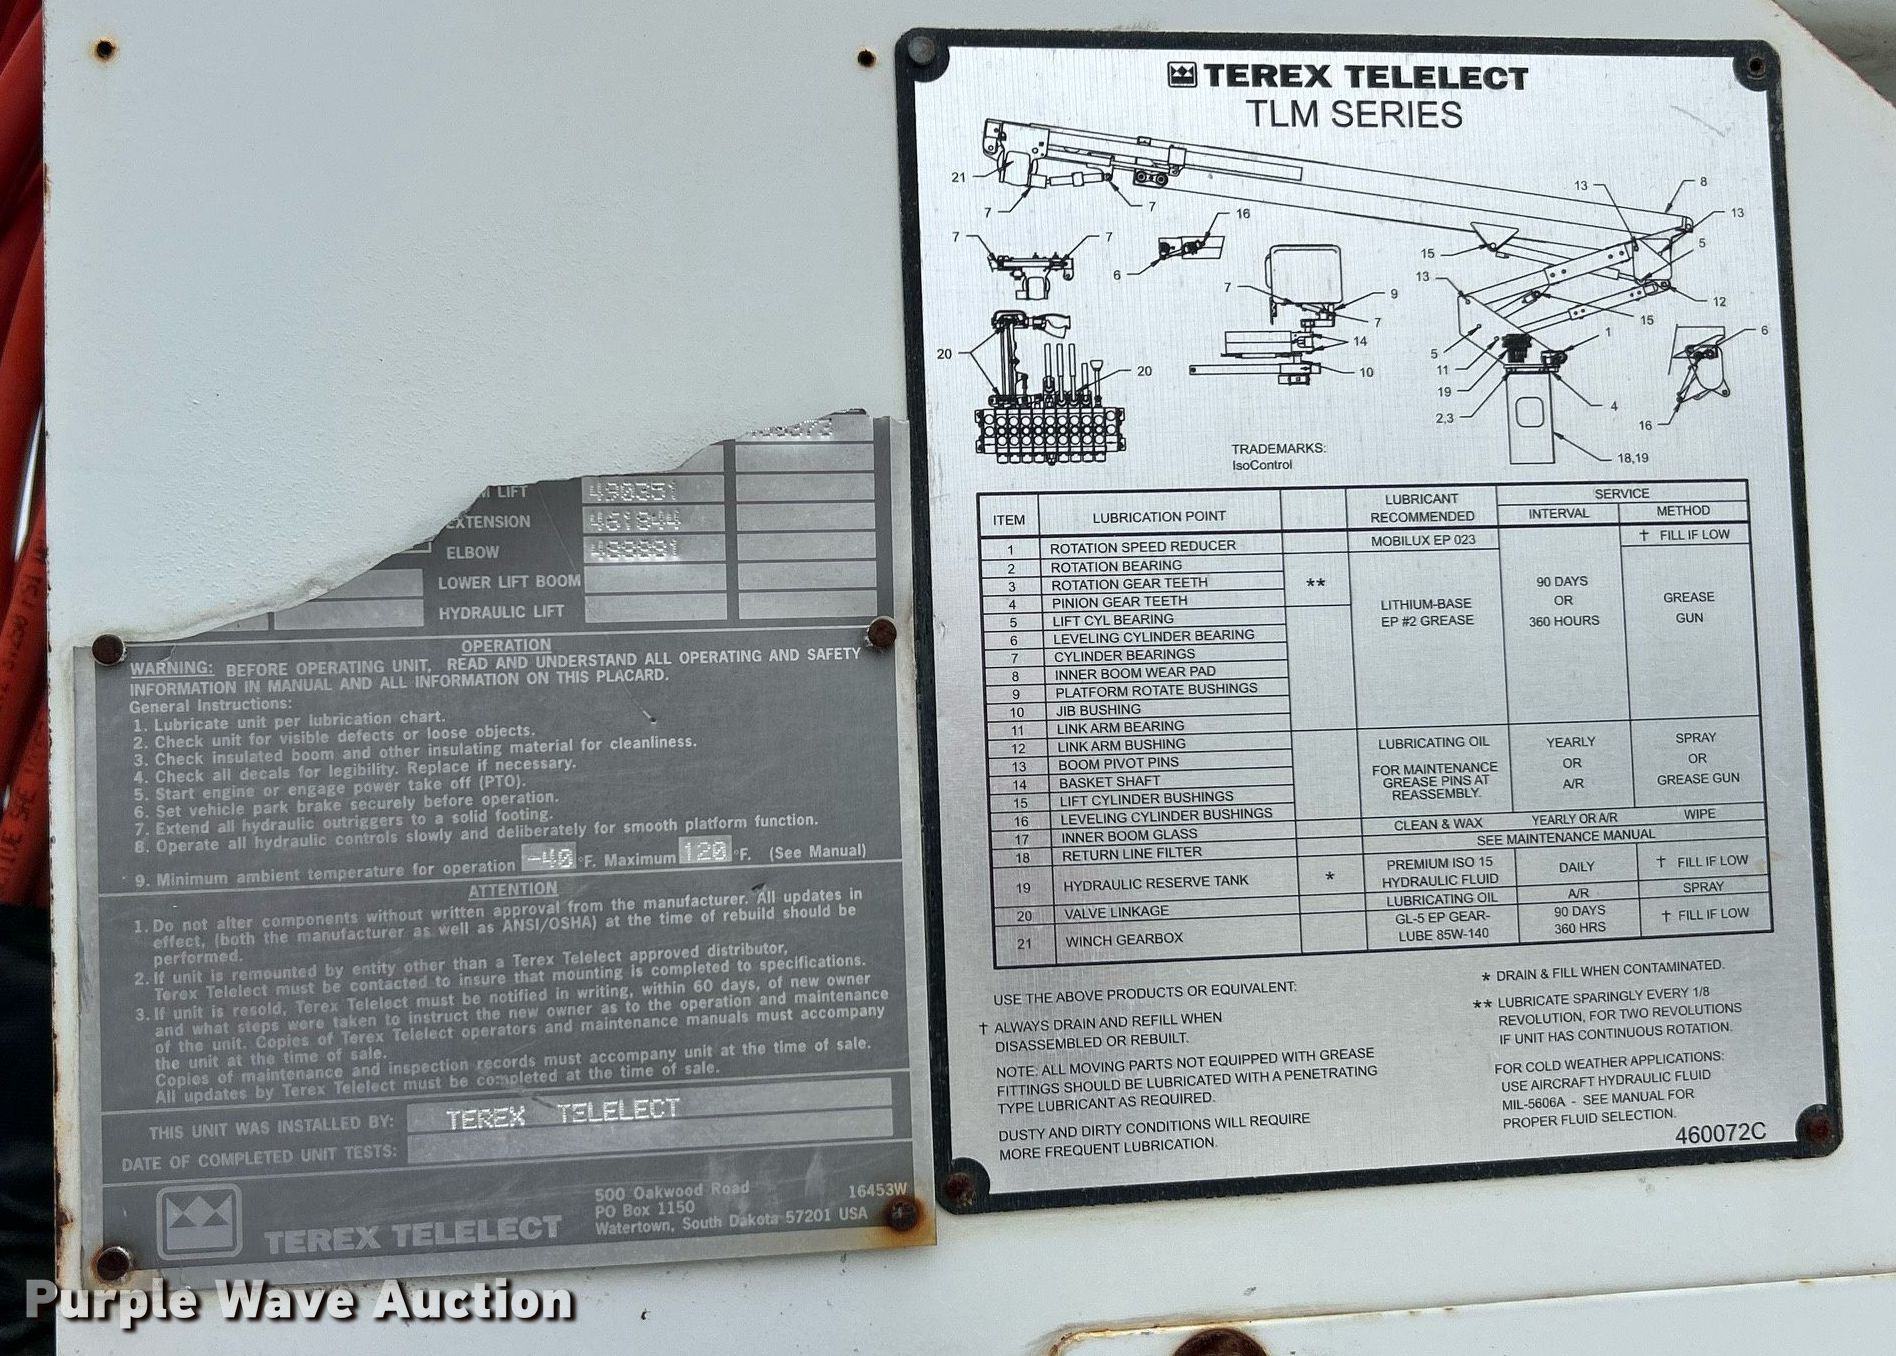 M LIFT 490351
EXTENSION 461844
ELBOW
LOWER LIFT BOOM
HYDRAULIC LIFT
OPERATION
WARNING: BEFORE OPERATING UNIT, READ AND UNDERSTAND ALL OPERATING AND SAFETY
INFORMATION IN MANUAL AND ALL INFORMATION ON THIS PLACARD.
General Instructions:
1. Lubricate unit per lubrication chart.
2. Check unit for visible defects or loose objects.
3. Check insulated boom and other insulating material for cleanliness.
4. Check all decals for legibility. Replace if necessary.
5. Start engine or engage power take off (PTO).
6. Set vehicle park brake securely before operation.
7. Extend all hydraulic outriggers to a solid footing.
8. Operate all hydraulic controls slowly and deliberately for smooth platform function.
9. Minimum ambient temperature for operation -40 °F. Maximum 120 °F. (See Manual)
ATTENTION
1. Do not alter components without written approval from the manufacturer. All updates in
effect, (both the manufacturer as well as ANSI/OSHA) at the time of rebuild should be
performed.
2. If unit is remounted by entity other than a Terex Telelect approved distributor,
Terex Telelect must be contacted to insure that mounting is completed to specifications.
3. If unit is resold, Terex Telelect must be notified in writing, within 60 days, of new owner
and what steps were taken to instruct the new owner as to the operation and maintenance
of the unit. Copies of Terex Telelect operators and maintenance manuals must accompany
the unit at the time of sale.
Copies of maintenance and inspection records must accompany unit at the time of sale.
All updates by Terex Telelect must be completed at the time of sale.
THIS UNIT WAS INSTALLED BY: TEREX TELELECT
DATE OF COMPLETED UNIT TESTS:
TEREX TELELECT
500 Oakwood Road 16453W
PO Box 1150
Watertown, South Dakota 57201 USA
TEREX TELELECT
TLM SERIES
21
7
7
13
8
13
16
7
7
6
15
5
13
7
9
12
7
15
1
6
20
14
5
20
10
11
19
4
2,3
16
18,19
TRADEMARKS:
IsoControl
ITEM LUBRICATION POINT LUBRICANT RECOMMENDED SERVICE
INTERVAL METHOD
1 ROTATION SPEED REDUCER MOBILUX EP 023 † FILL IF LOW
2 ROTATION BEARING
3 ROTATION GEAR TEETH ** 90 DAYS
4 PINION GEAR TEETH LITHIUM-BASE OR GREASE
5 LIFT CYL BEARING EP #2 GREASE 360 HOURS GUN
6 LEVELING CYLINDER BEARING
7 CYLINDER BEARINGS
8 INNER BOOM WEAR PAD
9 PLATFORM ROTATE BUSHINGS
10 JIB BUSHING
11 LINK ARM BEARING
12 LINK ARM BUSHING LUBRICATING OIL YEARLY SPRAY
13 BOOM PIVOT PINS FOR MAINTENANCE OR OR
14 BASKET SHAFT GREASE PINS AT A/R GREASE GUN
15 LIFT CYLINDER BUSHINGS REASSEMBLY.
16 LEVELING CYLINDER BUSHINGS
17 INNER BOOM GLASS CLEAN & WAX YEARLY OR A/R WIPE
18 RETURN LINE FILTER SEE MAINTENANCE MANUAL
19 HYDRAULIC RESERVE TANK * PREMIUM ISO 15 HYDRAULIC FLUID DAILY † FILL IF LOW
20 VALVE LINKAGE LUBRICATING OIL A/R SPRAY
21 WINCH GEARBOX GL-5 EP GEAR-LUBE 85W-140 90 DAYS 360 HRS † FILL IF LOW
USE THE ABOVE PRODUCTS OR EQUIVALENT:
† ALWAYS DRAIN AND REFILL WHEN
DISASSEMBLED OR REBUILT.
NOTE: ALL MOVING PARTS NOT EQUIPPED WITH GREASE
FITTINGS SHOULD BE LUBRICATED WITH A PENETRATING
TYPE LUBRICANT AS REQUIRED.
DUSTY AND DIRTY CONDITIONS WILL REQUIRE
MORE FREQUENT LUBRICATION.
* DRAIN & FILL WHEN CONTAMINATED.
** LUBRICATE SPARINGLY EVERY 1/8
REVOLUTION, FOR TWO REVOLUTIONS
IF UNIT HAS CONTINUOUS ROTATION.
FOR COLD WEATHER APPLICATIONS:
USE AIRCRAFT HYDRAULIC FLUID
MIL-5606A - SEE MANUAL FOR
PROPER FLUID SELECTION.
460072C
Purple Wave Auction